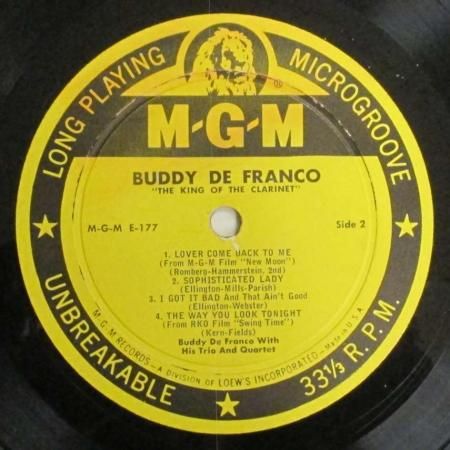 LONG PLAYING MICROGROOVE
®
M-G-M
BUDDY DE FRANCO
"THE KING OF THE CLARINET"
M-G-M E-177
Side 2
1. LOVER COME BACK TO ME
(From M-G-M Film "New Moon")
(Romberg-Hammerstein, 2nd)
2. SOPHISTICATED LADY
(Ellington-Mills-Parish)
3. I GOT IT BAD And That Ain't Good
(Ellington-Webster)
4. THE WAY YOU LOOK TONIGHT
(From RKO Film "Swing Time")
(Kern-Fields)
Buddy De Franco With
His Trio And Quartet
M-G-M RECORDS - A DIVISION OF LOEW'S INCORPORATED - Made in U.S.A.
UNBREAKABLE 33⅓ R.P.M.